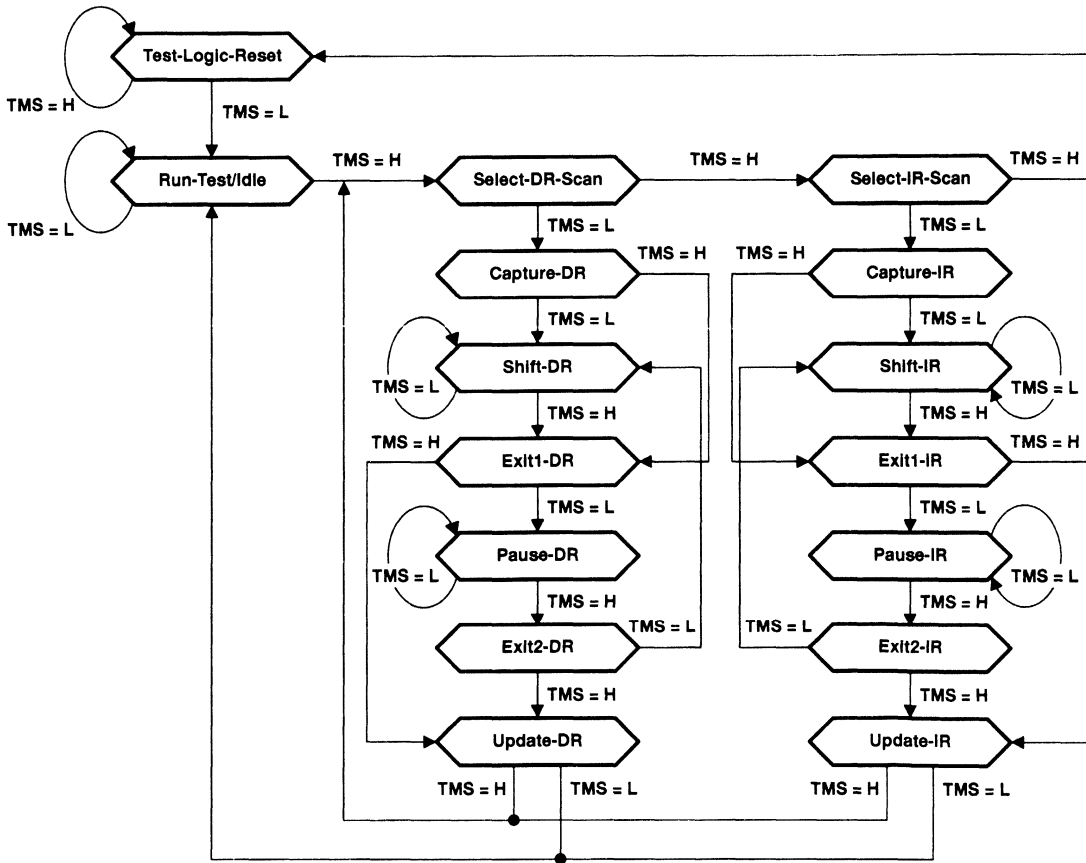 Test-Logic-Reset
TMS = H
TMS = L
Run-Test/Idle
TMS = L
TMS = H
Select-DR-Scan
TMS = H
Select-IR-Scan
TMS = H
TMS = L
TMS = L
Capture-DR
TMS = H
TMS = H
Capture-IR
TMS = L
TMS = L
Shift-DR
TMS = L
Shift-IR
TMS = L
TMS = H
TMS = H
TMS = H
Exit1-DR
Exit1-IR
TMS = H
TMS = L
TMS = L
Pause-DR
TMS = L
Pause-IR
TMS = L
TMS = H
TMS = H
Exit2-DR
TMS = L
TMS = L
Exit2-IR
TMS = H
TMS = H
Update-DR
Update-IR
TMS = H
TMS = L
TMS = H
TMS = L